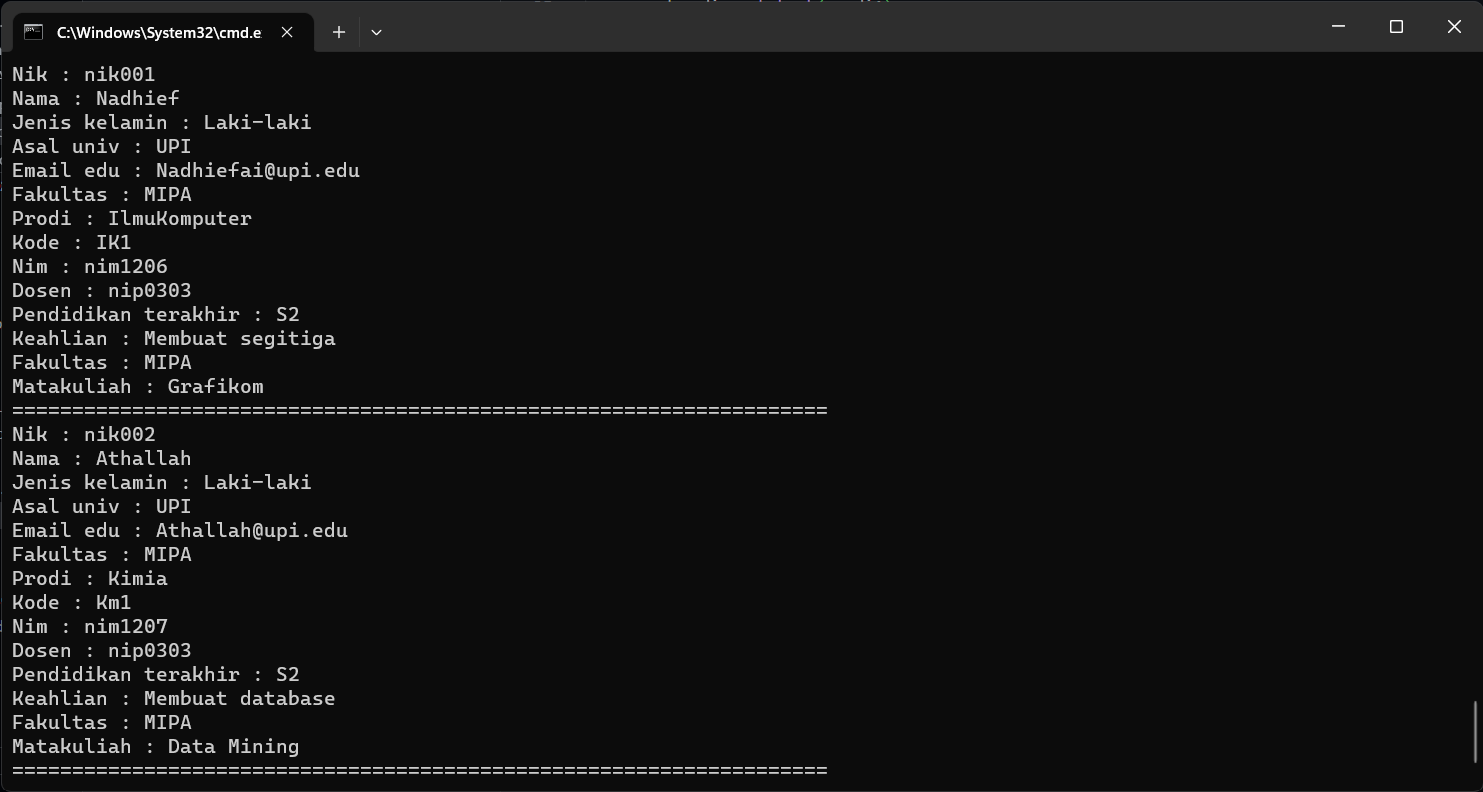 C:\Windows\System32\cmd.e
Nik : nik001
Nama : Nadhief
Jenis kelamin : Laki-laki
Asal univ : UPI
Email edu : Nadhiefai@upi.edu
Fakultas : MIPA
Prodi : IlmuKomputer
Kode : IK1
Nim : nim1206
Dosen : nip0303
Pendidikan terakhir : S2
Keahlian : Membuat segitiga
Fakultas : MIPA
Matakuliah : Grafikom
====================================================================
Nik : nik002
Nama : Athallah
Jenis kelamin : Laki-laki
Asal univ : UPI
Email edu : Athallah@upi.edu
Fakultas : MIPA
Prodi : Kimia
Kode : Km1
Nim : nim1207
Dosen : nip0303
Pendidikan terakhir : S2
Keahlian : Membuat database
Fakultas : MIPA
Matakuliah : Data Mining
====================================================================